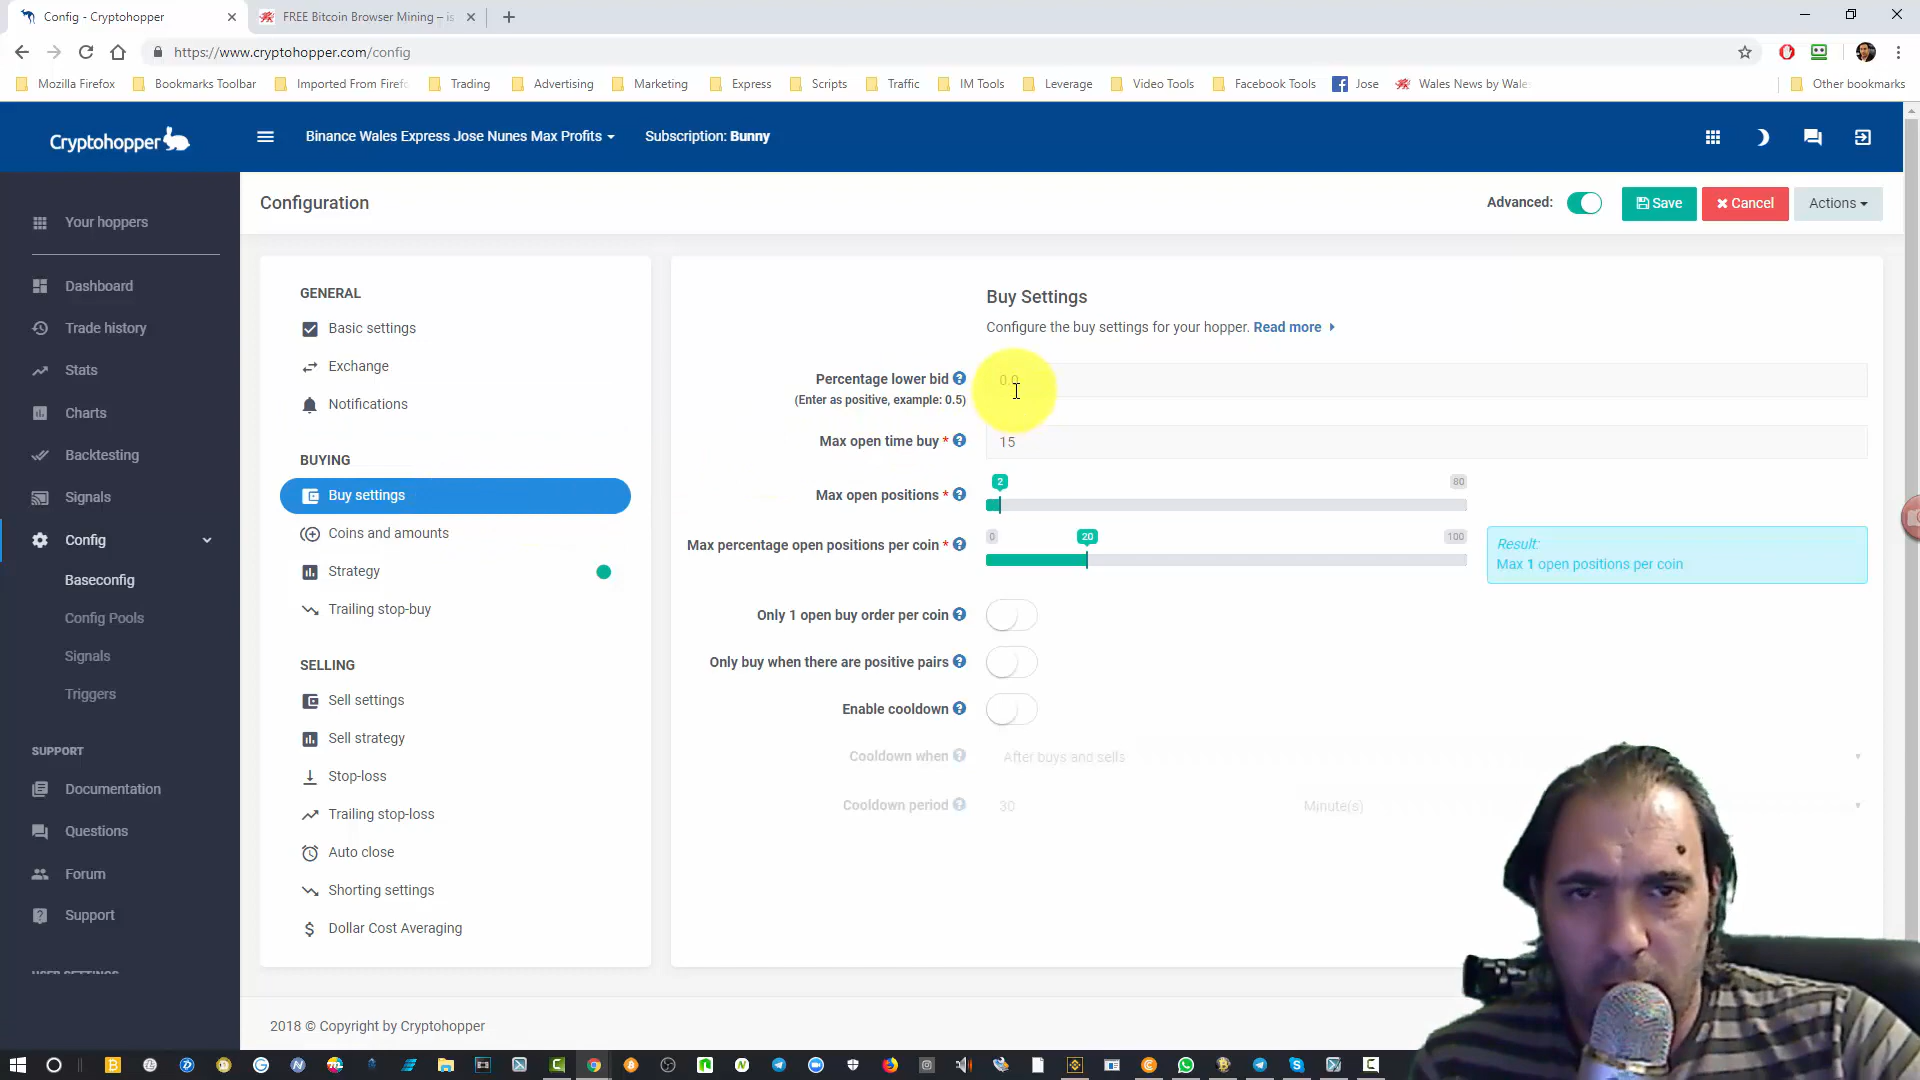 Config - Cryptohopper
FREE Bitcoin Browser Mining – is
https://www.cryptohopper.com/config
Mozilla Firefox
Bookmarks Toolbar
Imported From Firefo
Trading
Advertising
Marketing
Express
Scripts
Traffic
IM Tools
Leverage
Video Tools
Facebook Tools
Jose
Wales News by Wale
Other bookmarks
Cryptohopper
Binance Wales Express Jose Nunes Max Profits
Subscription: Bunny
Configuration
Advanced:
Save
Cancel
Actions
Your hoppers
Dashboard
Trade history
Stats
Charts
Backtesting
Signals
Config
Baseconfig
Config Pools
Signals
Triggers
SUPPORT
Documentation
Questions
Forum
Support
GENERAL
Basic settings
Exchange
Notifications
BUYING
Buy settings
Coins and amounts
Strategy
Trailing stop-buy
SELLING
Sell settings
Sell strategy
Stop-loss
Trailing stop-loss
Auto close
Shorting settings
Dollar Cost Averaging
Buy Settings
Configure the buy settings for your hopper. Read more
Percentage lower bid
(Enter as positive, example: 0.5)
0.0
Max open time buy *
15
Max open positions *
2
80
Max percentage open positions per coin *
0
20
100
Result:
Max 1 open positions per coin
Only 1 open buy order per coin
Only buy when there are positive pairs
Enable cooldown
Cooldown when
After buys and sells
Cooldown period
30
Minute(s)
2018 © Copyright by Cryptohopper